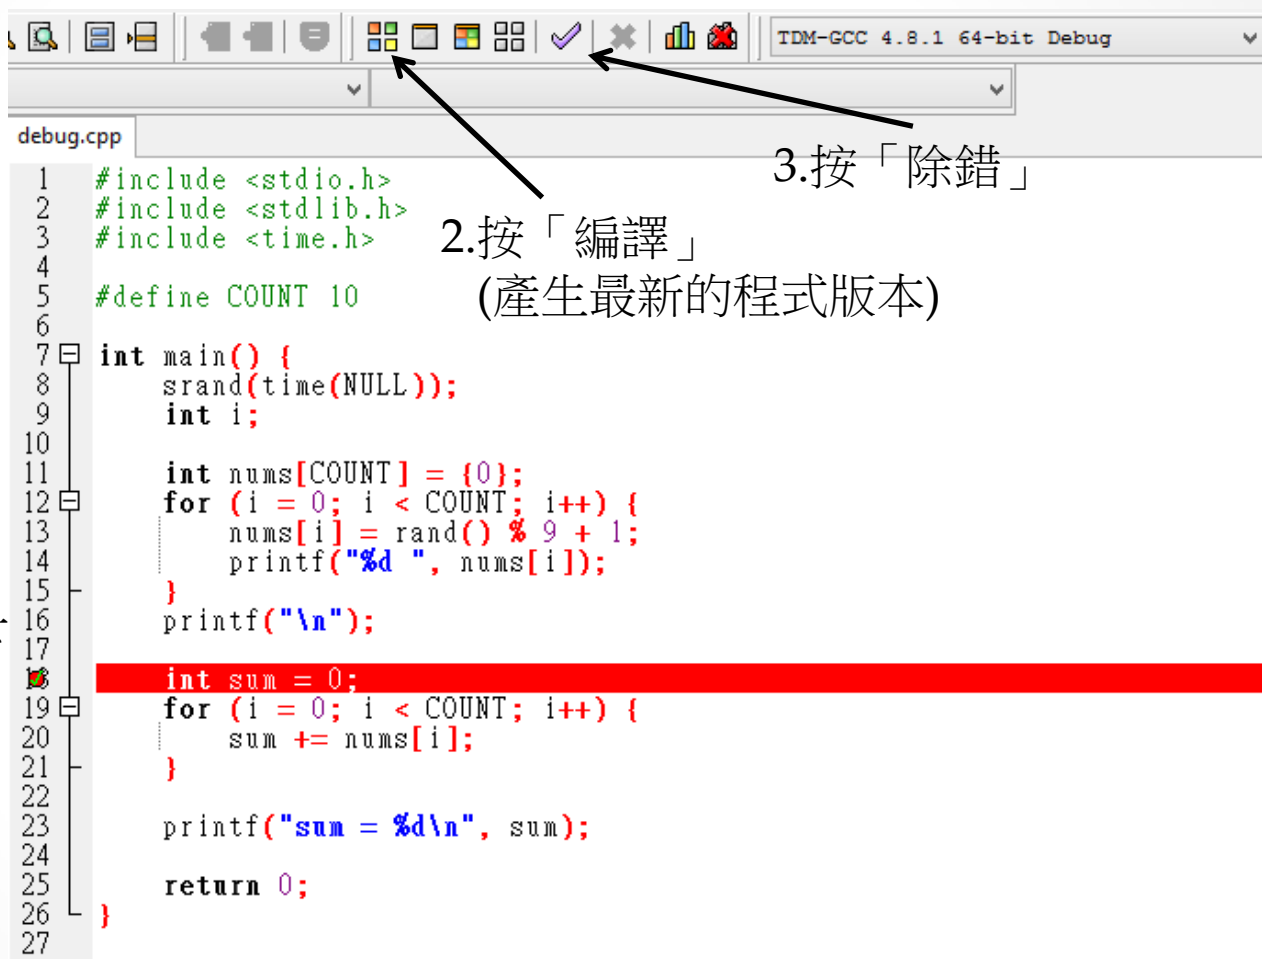 TDM-GCC 4.8.1 64-bit Debug
debug.cpp
3.按「除錯」
2.按「編譯」
(產生最新的程式版本)
1 #include <stdio.h>
2 #include <stdlib.h>
3 #include <time.h>
4
5 #define COUNT 10
6
7 int main() {
8 srand(time(NULL));
9 int i;
10
11 int nums[COUNT] = {0};
12 for (i = 0; i < COUNT; i++) {
13 nums[i] = rand() % 9 + 1;
14 printf("%d ", nums[i]);
15 }
16 printf("\n");
17
18 int sum = 0;
19 for (i = 0; i < COUNT; i++) {
20 sum += nums[i];
21 }
22
23 printf("sum = %d\n", sum);
24
25 return 0;
26 }
27